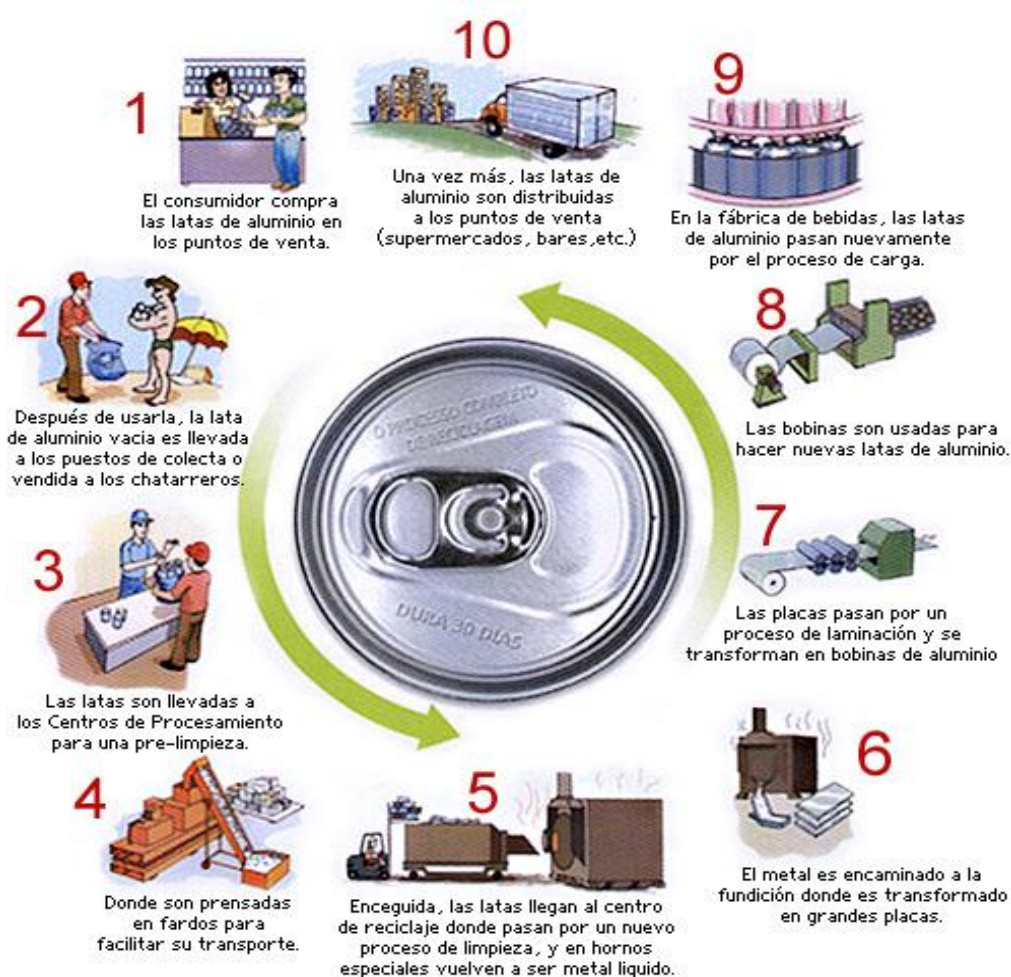 1
El consumidor compra
las latas de aluminio en
los puntos de venta.
2
Después de usarla, la lata
de aluminio vacia es llevada
a los puestos de colecta o
vendida a los chatarreros.
3
Las latas son llevadas a
los Centros de Procesamiento
para una pre-limpieza.
4
Donde son prensadas
en fardos para
facilitar su transporte.
5
Enceguida, las latas llegan al centro
de reciclaje donde pasan por un nuevo
proceso de limpieza, y en hornos
especiales vuelven a ser metal liquido.
6
El metal es encaminado a la
fundición donde es transformado
en grandes placas.
7
Las placas pasan por un
proceso de laminación y se
transforman en bobinas de aluminio
8
Las bobinas son usadas para
hacer nuevas latas de aluminio.
9
En la fábrica de bebidas, las latas
de aluminio pasan nuevamente
por el proceso de carga.
10
Una vez más, las latas de
aluminio son distribuidas
a los puntos de venta
(supermercados, bares,etc.)
O PROCESSO COMPLETO
DE RECICLAGEM
DURA 30 DIAS